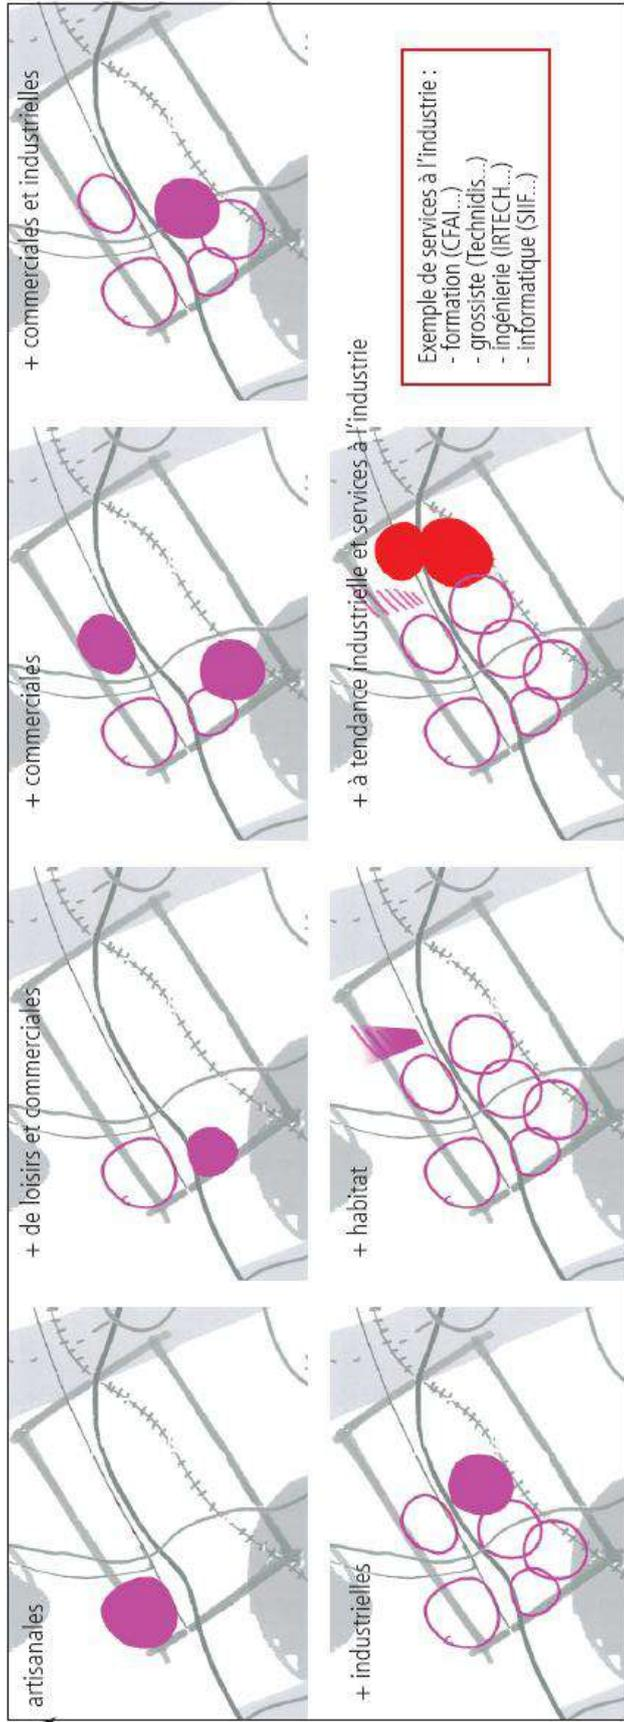 artisanales
+ de loisirs et commerciales
+ commerciales
+ commerciales et industrielles
+ industrielles
+ habitat
+ à tendance industrielle et services à l'industrie
Exemple de services à l'industrie :
- formation (CFAI...)
- grossiste (Technidis...)
- ingénierie (IRTECH...)
- informatique (SIIF...)